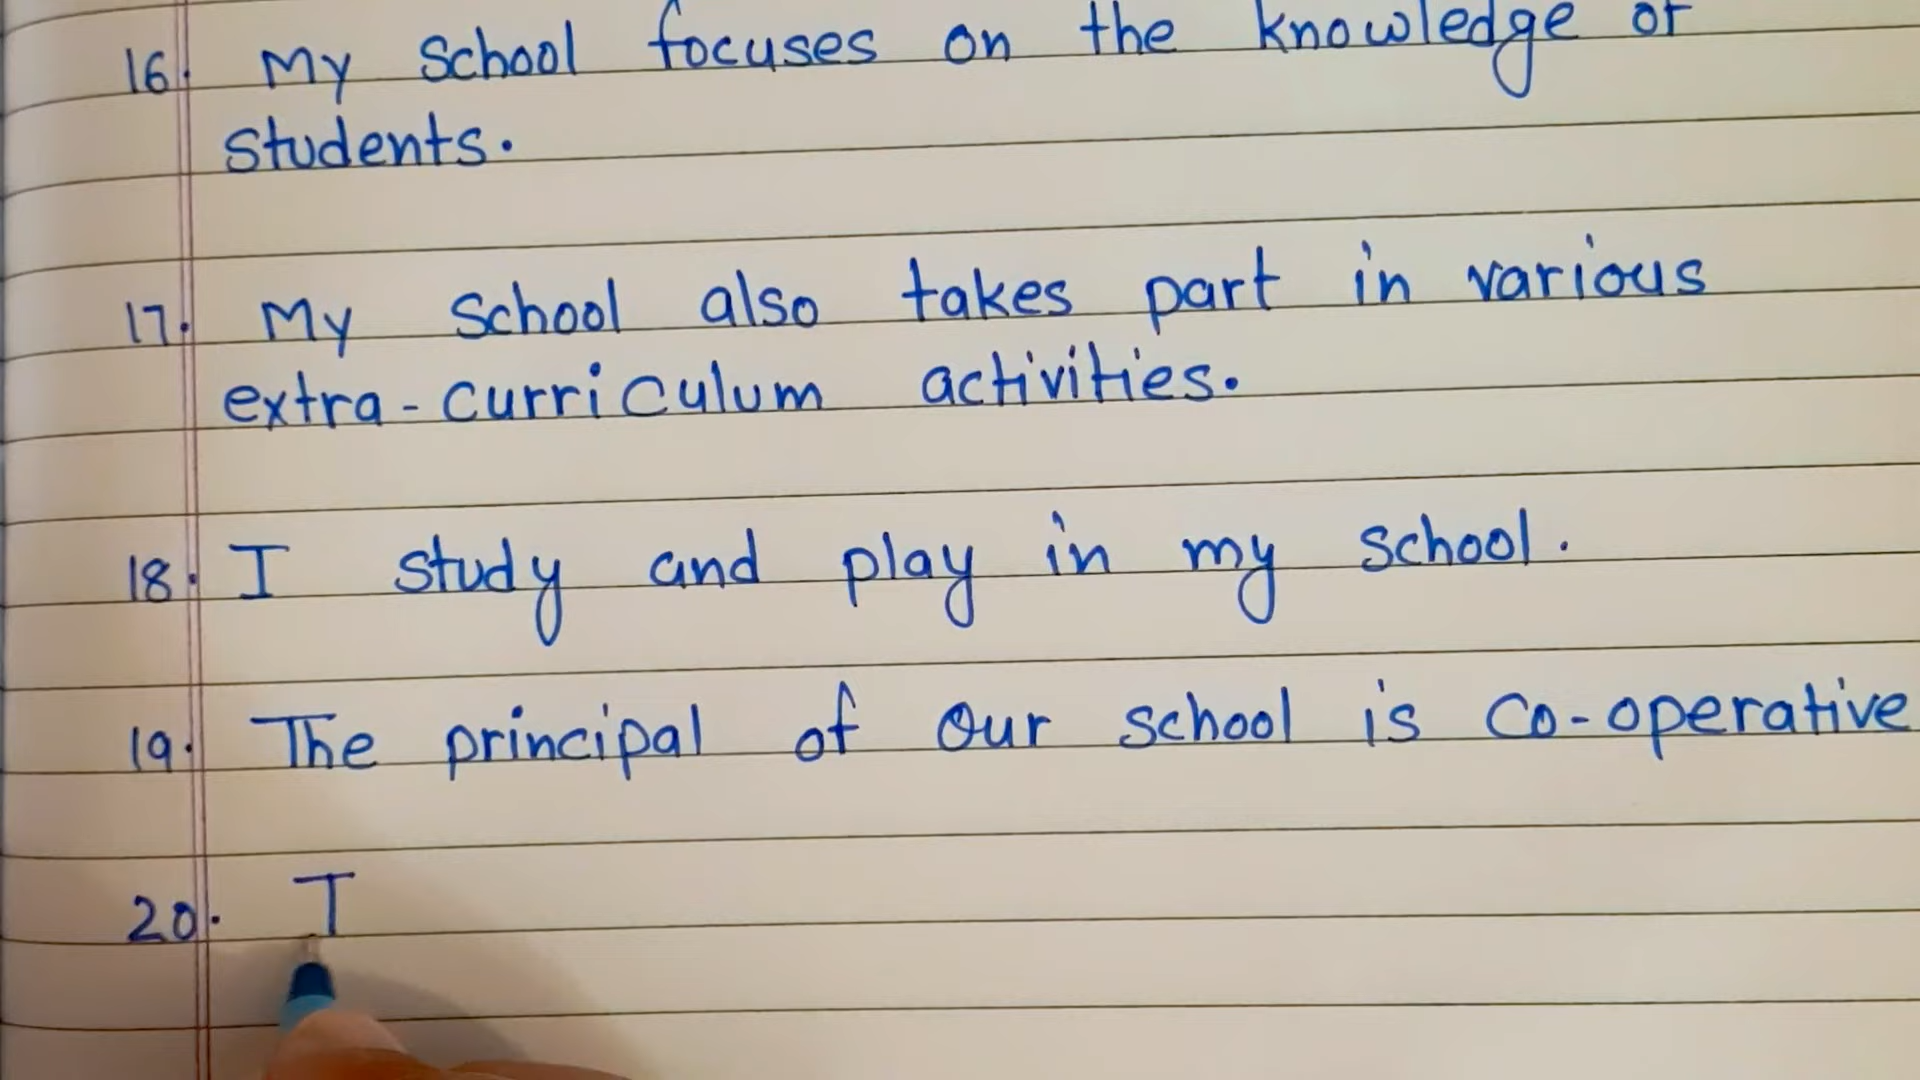 16. My school focuses on the knowledge of
students.
17. My school also takes part in various
extra-curriculum activities.
18. I study and play in my school.
19. The principal of our school is co-operative
20. T